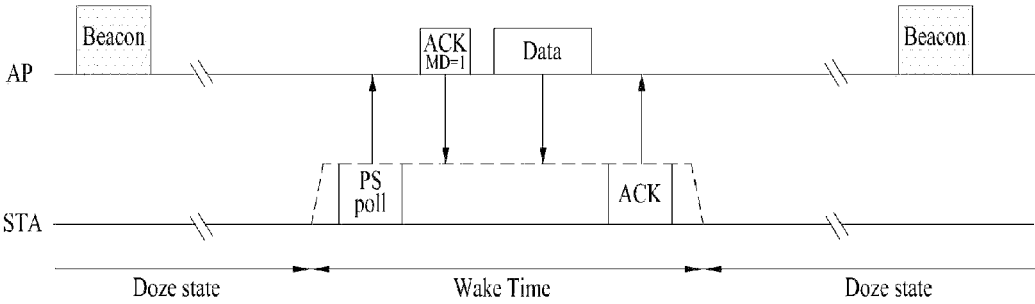 Beacon
ACK
MD=1
Data
Beacon
AP
PS
poll
ACK
STA
Doze state
Wake Time
Doze state